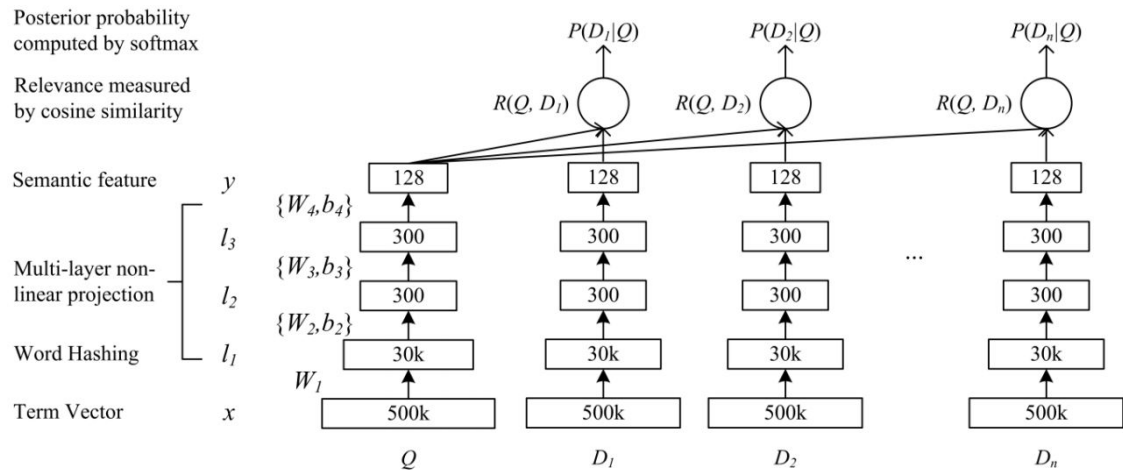 Posterior probability
computed by softmax
P(D₁|Q) P(D₂|Q) P(Dₙ|Q)
Relevance measured
by cosine similarity
R(Q, D₁) R(Q, D₂) R(Q, Dₙ)
Semantic feature y 128 128 128 128
{W₄,b₄}
l₃ 300 300 300 300
...
{W₃,b₃}
Multi-layer non-
linear projection
l₂ 300 300 300 300
{W₂,b₂}
Word Hashing l₁ 30k 30k 30k 30k
W₁
Term Vector x 500k 500k 500k 500k
Q D₁ D₂ Dₙ